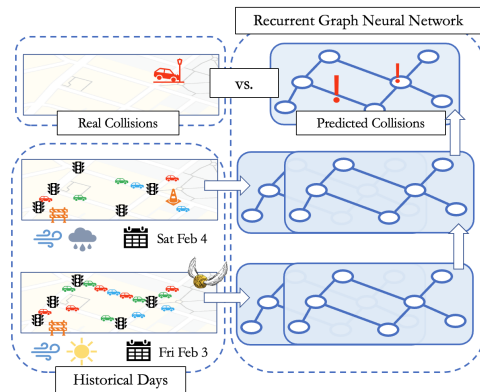 Recurrent Graph Neural Network
vs.
Real Collisions
Predicted Collisions
Sat Feb 4
Fri Feb 3
Historical Days